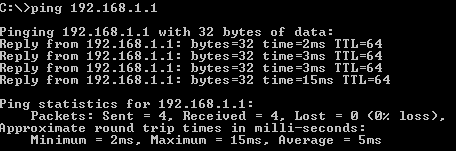 C:\>ping 192.168.1.1
Pinging 192.168.1.1 with 32 bytes of data:
Reply from 192.168.1.1: bytes=32 time=2ms TTL=64
Reply from 192.168.1.1: bytes=32 time=3ms TTL=64
Reply from 192.168.1.1: bytes=32 time=3ms TTL=64
Reply from 192.168.1.1: bytes=32 time=15ms TTL=64
Ping statistics for 192.168.1.1:
    Packets: Sent = 4, Received = 4, Lost = 0 (0% loss),
Approximate round trip times in milli-seconds:
    Minimum = 2ms, Maximum = 15ms, Average = 5ms